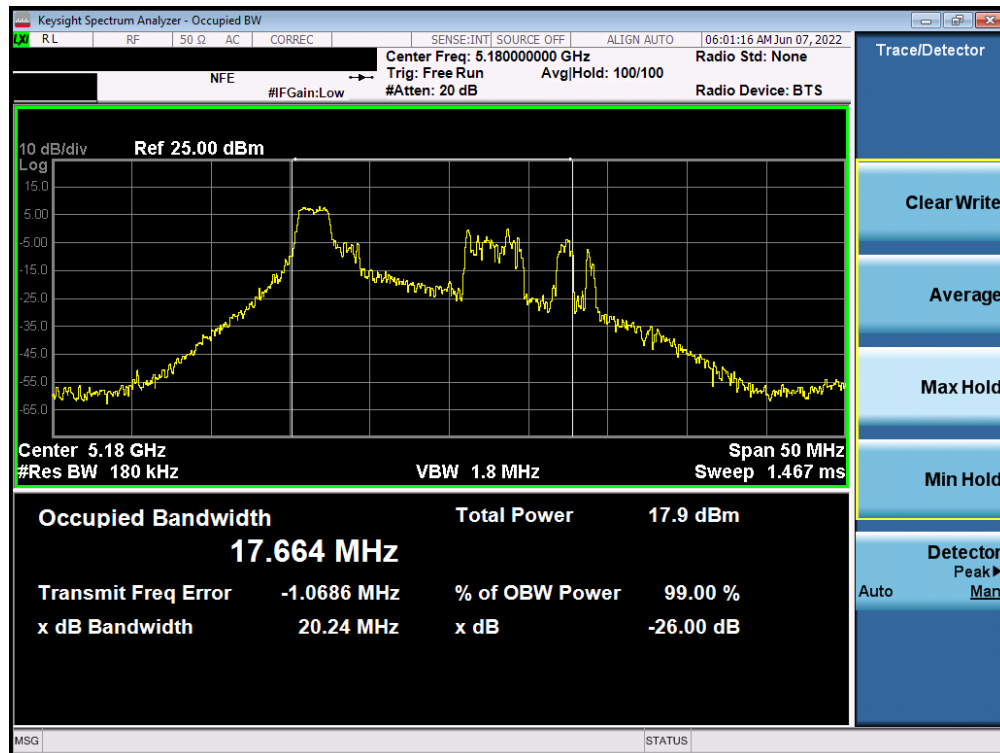 Keysight Spectrum Analyzer - Occupied BW
LXI RL RF 50 Ω AC CORREC SENSE:INT SOURCE OFF ALIGN AUTO 06:01:16 AM Jun 07, 2022
NFE
#IFGain:Low
Center Freq: 5.180000000 GHz
Trig: Free Run Avg|Hold: 100/100
#Atten: 20 dB
Radio Std: None
Radio Device: BTS
Trace/Detector
10 dB/div Ref 25.00 dBm
Log
15.0
5.00
-5.00
-15.0
-25.0
-35.0
-45.0
-55.0
-65.0
Center 5.18 GHz Span 50 MHz
#Res BW 180 kHz VBW 1.8 MHz Sweep 1.467 ms
Occupied Bandwidth Total Power 17.9 dBm
17.664 MHz
Transmit Freq Error -1.0686 MHz % of OBW Power 99.00 %
x dB Bandwidth 20.24 MHz x dB -26.00 dB
Clear Write
Average
Max Hold
Min Hold
Detector
Peak▶
Auto Man
MSG STATUS